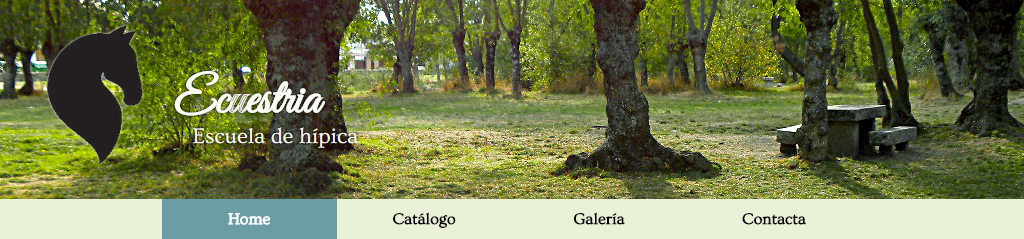 Ecuestria
Escuela de hípica
Home Catálogo Galería Contacta